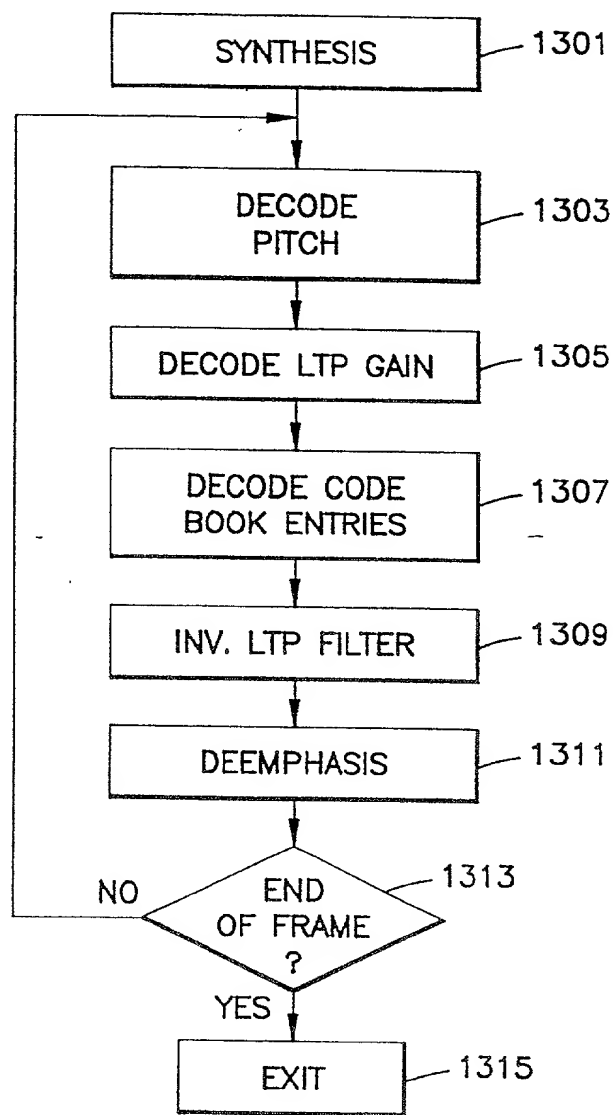 SYNTHESIS
1301
DECODE
PITCH
1303
DECODE LTP GAIN
1305
DECODE CODE
BOOK ENTRIES
1307
INV. LTP FILTER
1309
DEEMPHASIS
1311
NO
END
OF FRAME
?
1313
YES
EXIT
1315